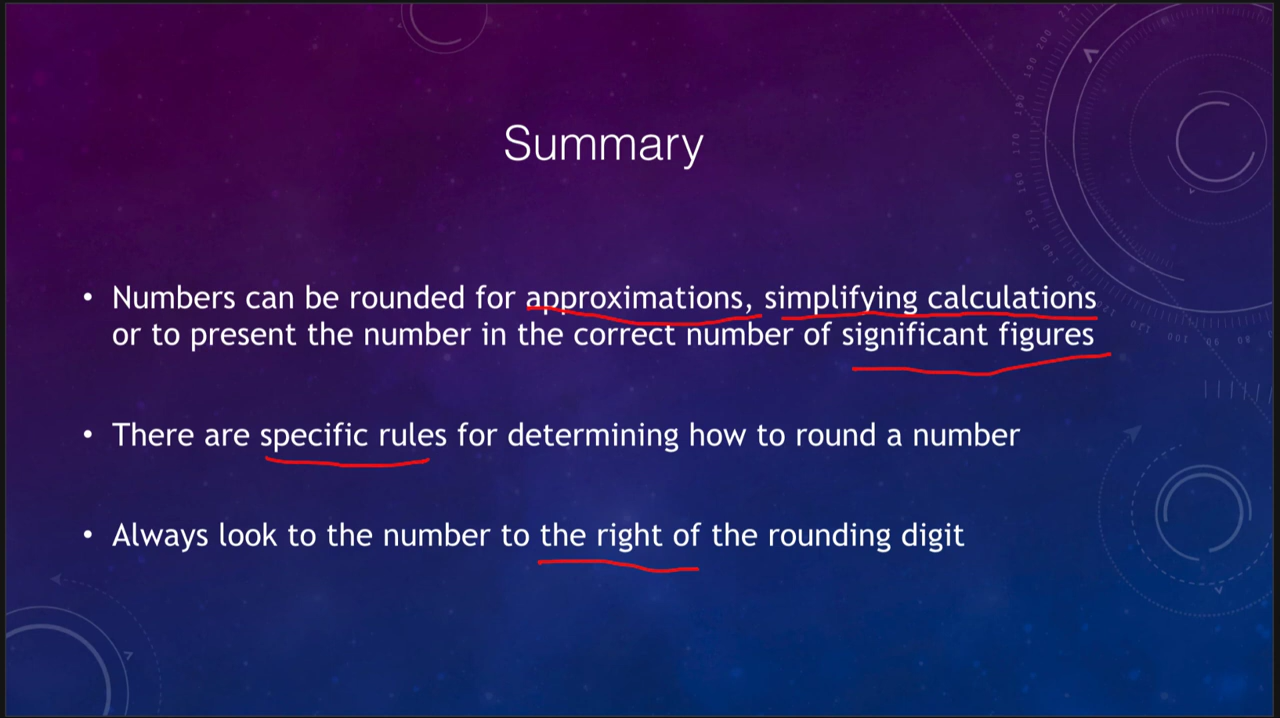 Summary
• Numbers can be rounded for approximations, simplifying calculations
or to present the number in the correct number of significant figures
• There are specific rules for determining how to round a number
• Always look to the number to the right of the rounding digit